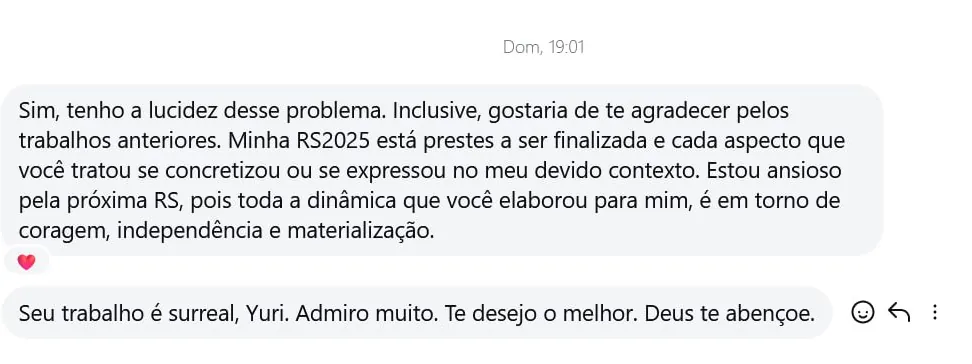 Dom, 19:01
Sim, tenho a lucidez desse problema. Inclusive, gostaria de te agradecer pelos
trabalhos anteriores. Minha RS2025 está prestes a ser finalizada e cada aspecto que
você tratou se concretizou ou se expressou no meu devido contexto. Estou ansioso
pela próxima RS, pois toda a dinâmica que você elaborou para mim, é em torno de
coragem, independência e materialização.
Seu trabalho é surreal, Yuri. Admiro muito. Te desejo o melhor. Deus te abençoe.